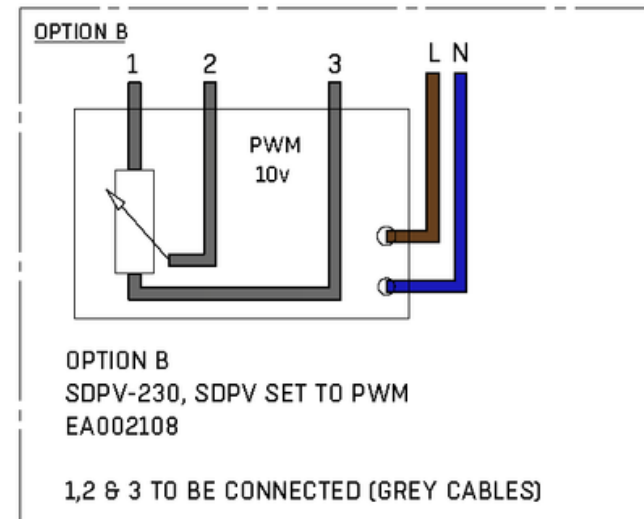 OPTION B
1 2 3 L N
PWM
10v
OPTION B
SDPV-230, SDPV SET TO PWM
EA002108
1,2 & 3 TO BE CONNECTED (GREY CABLES)